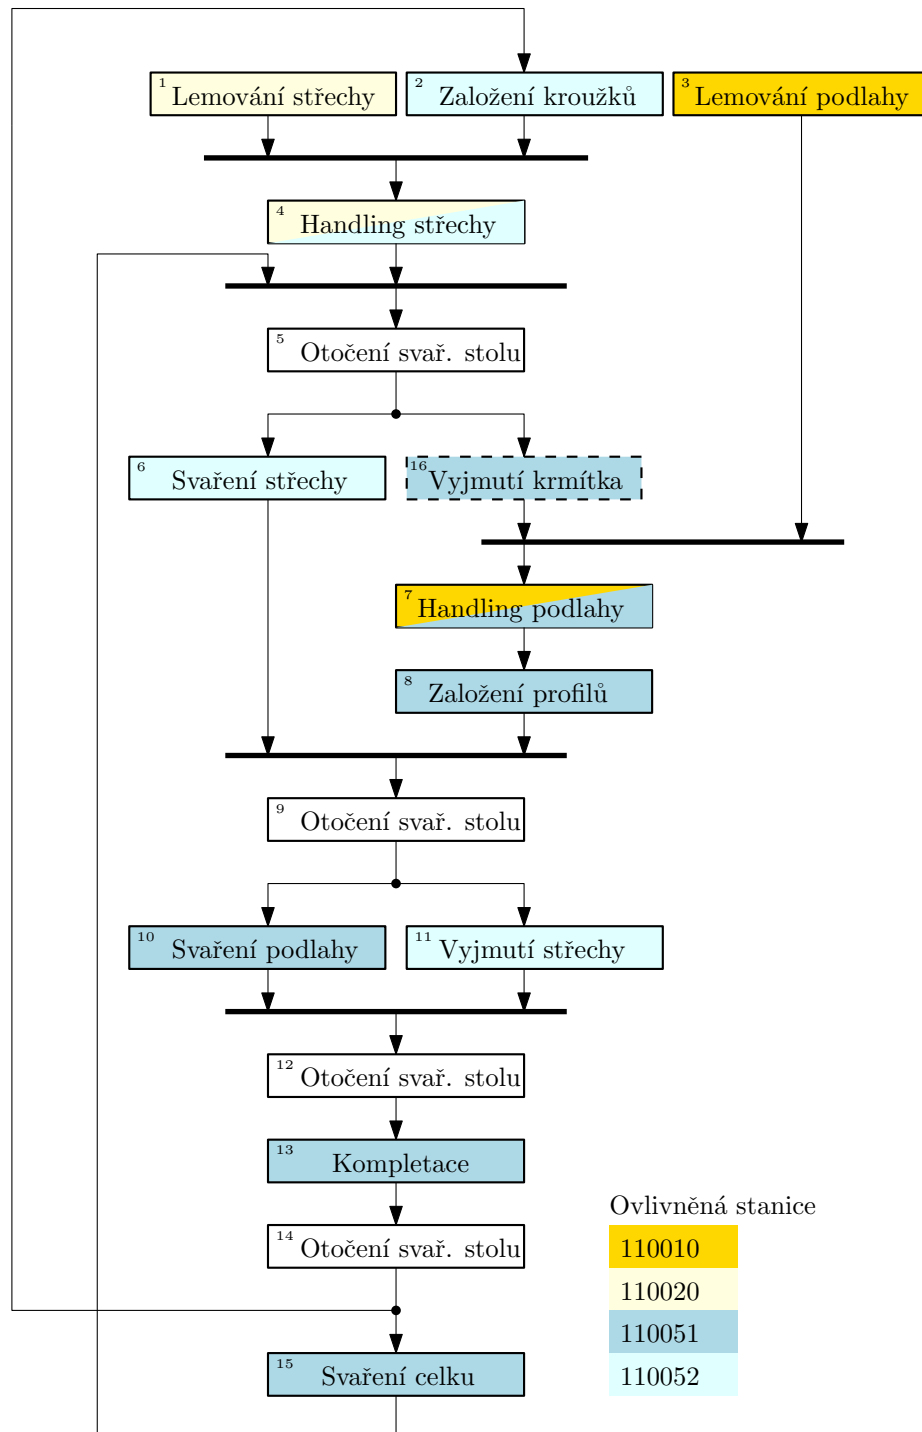 1 Lemování střechy
2 Založení kroužků
3 Lemování podlahy
4 Handling střechy
5 Otočení svař. stolu
6 Svaření střechy
16 Vyjmutí krmítka
7 Handling podlahy
8 Založení profilů
9 Otočení svař. stolu
10 Svaření podlahy
11 Vyjmutí střechy
12 Otočení svař. stolu
13 Kompletace
14 Otočení svař. stolu
15 Svaření celku
Ovlivněná stanice
110010
110020
110051
110052